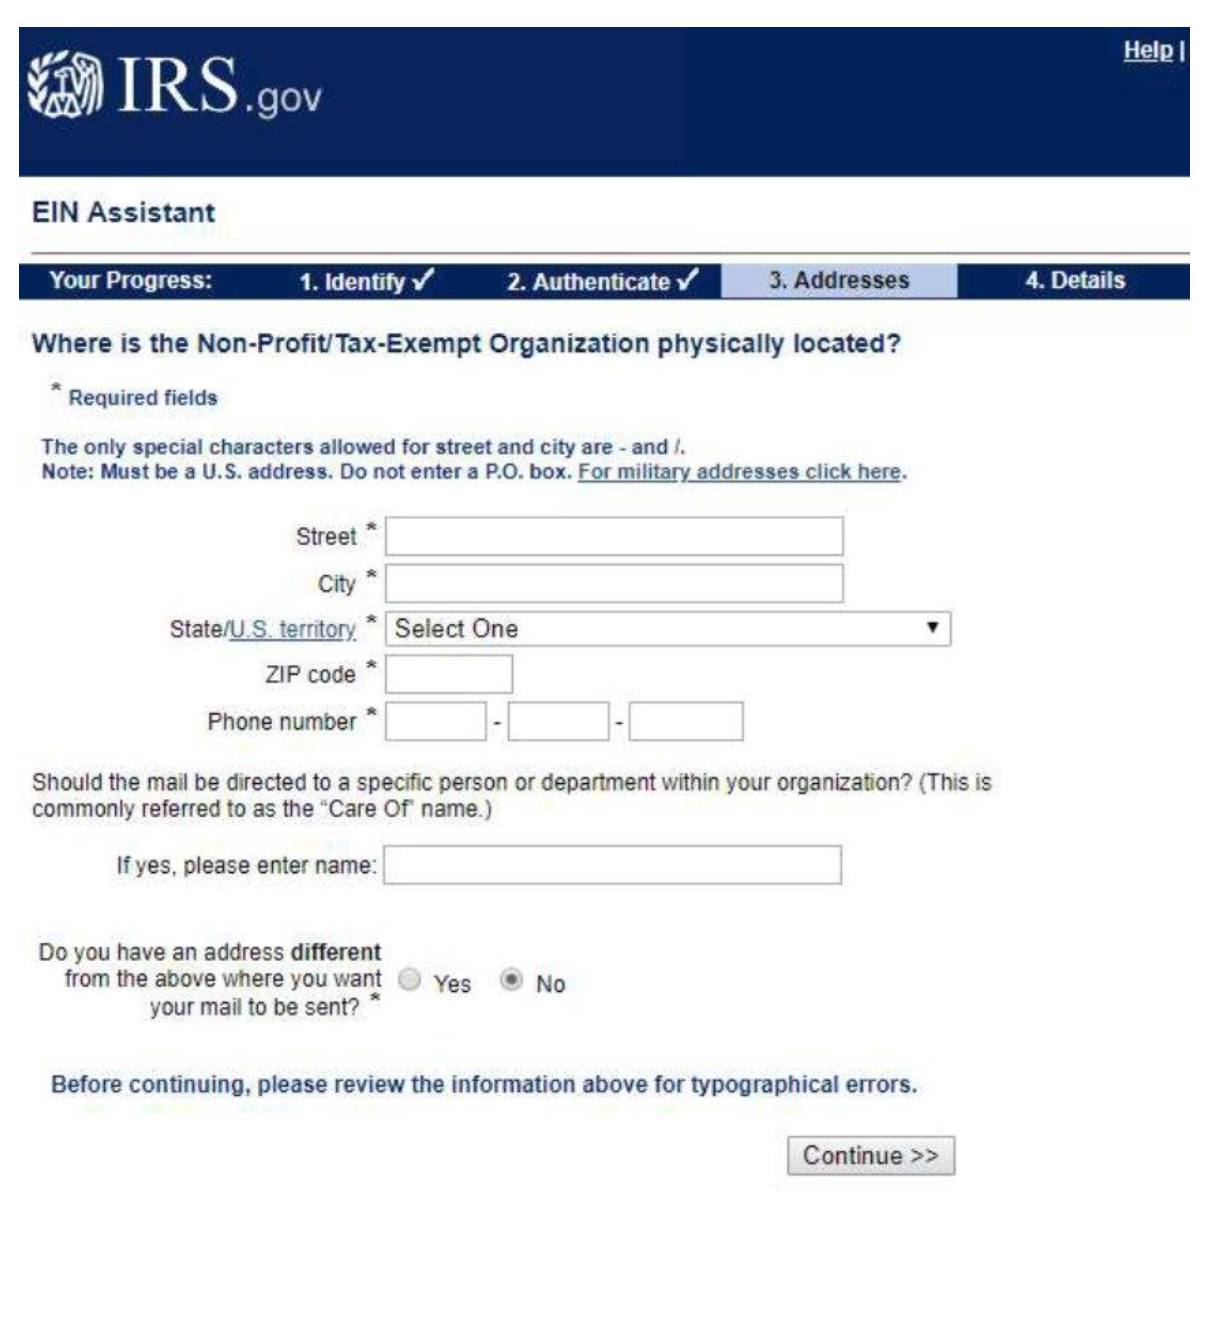 Help |
IRS.gov
EIN Assistant
Your Progress: 1. Identify ✓ 2. Authenticate ✓ 3. Addresses 4. Details
Where is the Non-Profit/Tax-Exempt Organization physically located?
* Required fields
The only special characters allowed for street and city are - and /.
Note: Must be a U.S. address. Do not enter a P.O. box. For military addresses click here.
Street *
City *
State/U.S. territory * Select One
ZIP code *
Phone number * - -
Should the mail be directed to a specific person or department within your organization? (This is
commonly referred to as the "Care Of" name.)
If yes, please enter name:
Do you have an address different
from the above where you want
your mail to be sent? *
Yes No
Before continuing, please review the information above for typographical errors.
Continue >>